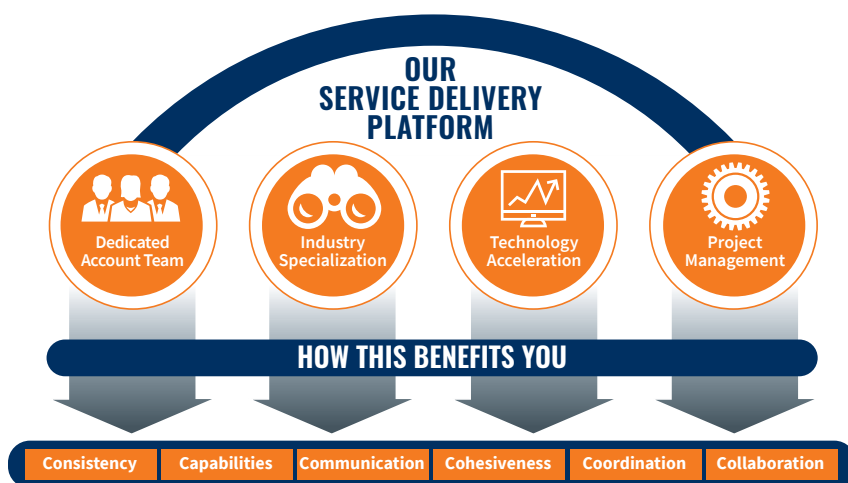 OUR
SERVICE DELIVERY
PLATFORM
Dedicated
Account Team
Industry
Specialization
Technology
Acceleration
Project
Management
HOW THIS BENEFITS YOU
Consistency
Capabilities
Communication
Cohesiveness
Coordination
Collaboration